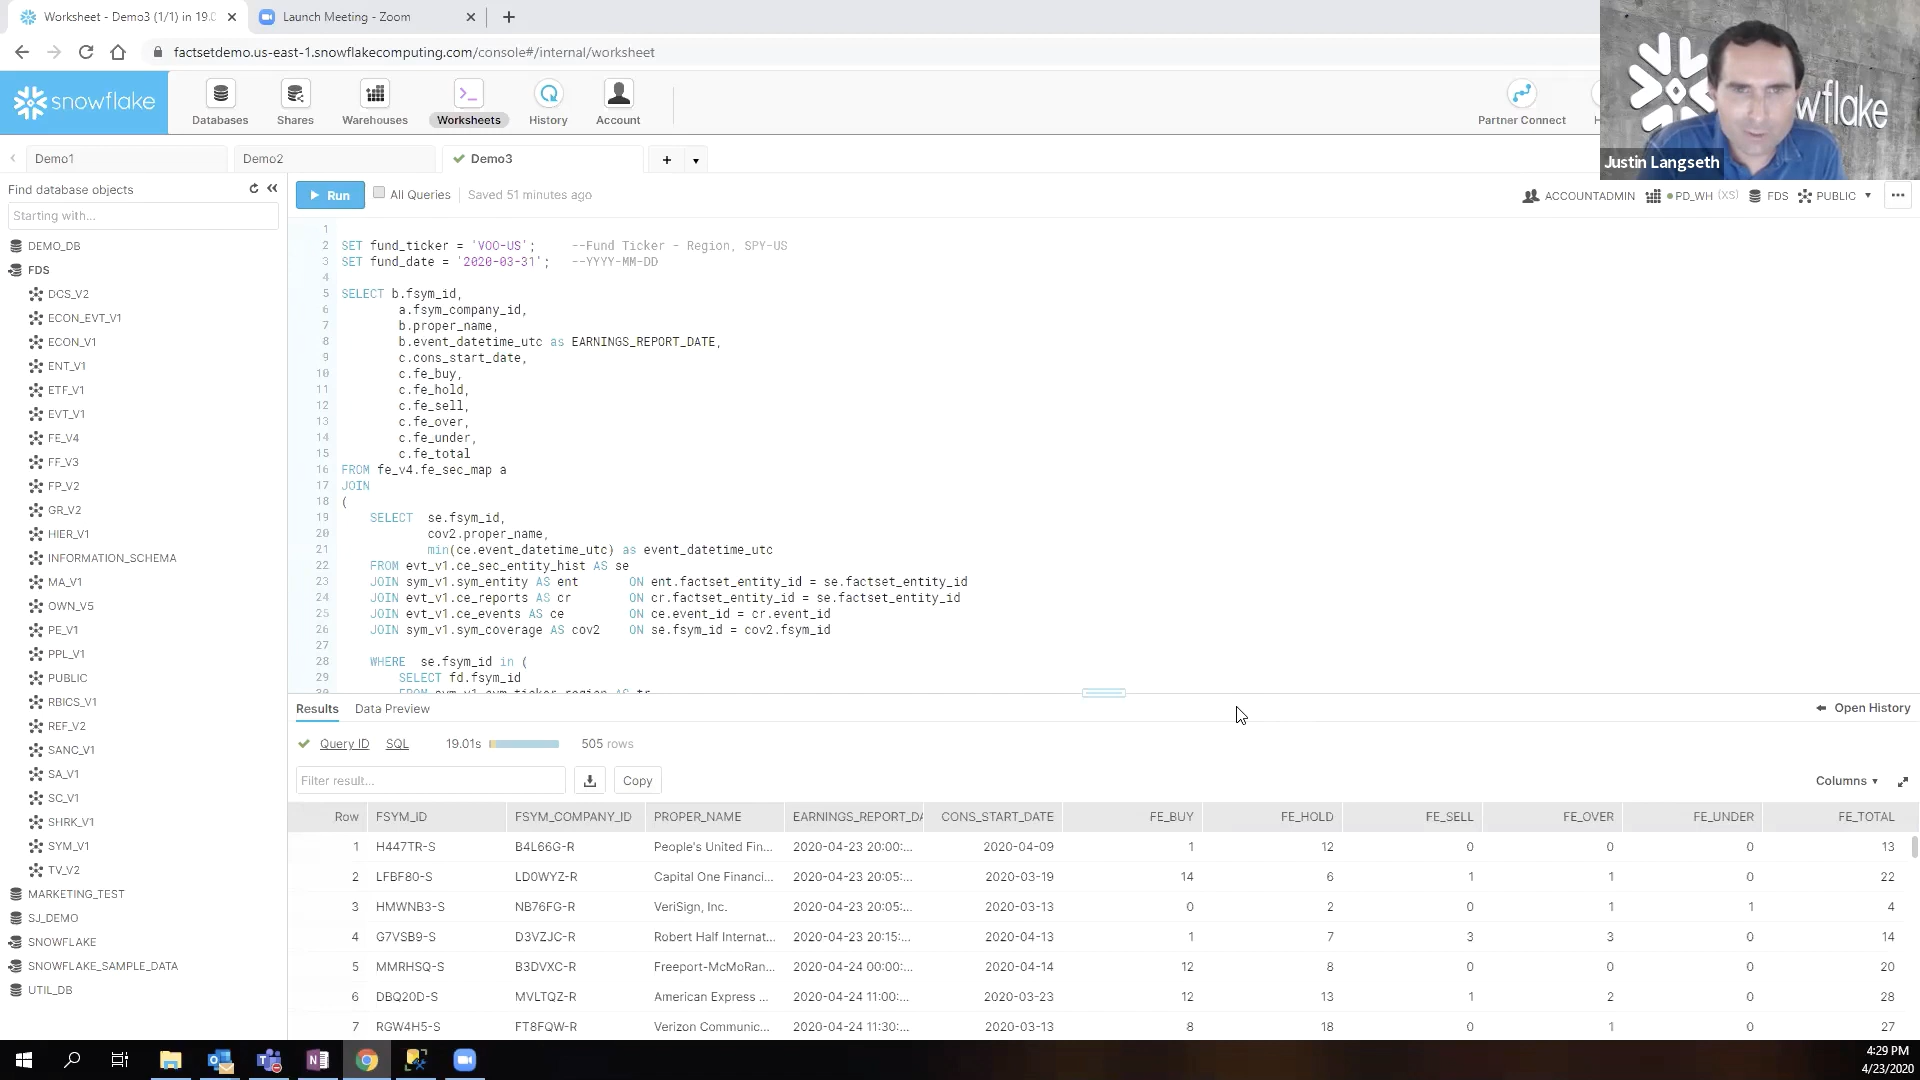 Worksheet - Demo3 (1/1) in 19.0
Launch Meeting - Zoom
factsetdemo.us-east-1.snowflakecomputing.com/console#/internal/worksheet
snowflake
Databases
Shares
Warehouses
Worksheets
History
Account
Partner Connect
wflake
Justin Langseth
Demo1
Demo2
Demo3
Find database objects
Starting with...
Run
All Queries
Saved 51 minutes ago
ACCOUNTADMIN
PD_WH (XS)
FDS
PUBLIC
DEMO_DB
FDS
DCS_V2
ECON_EVT_V1
ECON_V1
ENT_V1
ETF_V1
EVT_V1
FE_V4
FF_V3
FP_V2
GR_V2
HIER_V1
INFORMATION_SCHEMA
MA_V1
OWN_V5
PE_V1
PPL_V1
PUBLIC
RBICS_V1
REF_V2
SANC_V1
SA_V1
SC_V1
SHRK_V1
SYM_V1
TV_V2
MARKETING_TEST
SJ_DEMO
SNOWFLAKE
SNOWFLAKE_SAMPLE_DATA
UTIL_DB
1
2 SET fund_ticker = 'VOO-US'; --Fund Ticker - Region, SPY-US
3 SET fund_date = '2020-03-31'; --YYYY-MM-DD
4
5 SELECT b.fsym_id,
6 a.fsym_company_id,
7 b.proper_name,
8 b.event_datetime_utc as EARNINGS_REPORT_DATE,
9 c.cons_start_date,
10 c.fe_buy,
11 c.fe_hold,
12 c.fe_sell,
13 c.fe_over,
14 c.fe_under,
15 c.fe_total
16 FROM fe_v4.fe_sec_map a
17 JOIN
18 (
19 SELECT se.fsym_id,
20 cov2.proper_name,
21 min(ce.event_datetime_utc) as event_datetime_utc
22 FROM evt_v1.ce_sec_entity_hist AS se
23 JOIN sym_v1.sym_entity AS ent ON ent.factset_entity_id = se.factset_entity_id
24 JOIN evt_v1.ce_reports AS cr ON cr.factset_entity_id = se.factset_entity_id
25 JOIN evt_v1.ce_events AS ce ON ce.event_id = cr.event_id
26 JOIN sym_v1.sym_coverage AS cov2 ON se.fsym_id = cov2.fsym_id
27
28 WHERE se.fsym_id in (
29 SELECT fd.fsym_id
30 FROM sym_v1.sym_ticker_region AS tr
Results
Data Preview
Open History
Query ID
SQL
19.01s
505 rows
Filter result...
Copy
Columns
Row FSYM_ID FSYM_COMPANY_ID PROPER_NAME EARNINGS_REPORT_DA CONS_START_DATE FE_BUY FE_HOLD FE_SELL FE_OVER FE_UNDER FE_TOTAL
1 H447TR-S B4L66G-R People's United Fin... 2020-04-23 20:00:... 2020-04-09 1 12 0 0 0 13
2 LFBF80-S LD0WYZ-R Capital One Financi... 2020-04-23 20:05:... 2020-03-19 14 6 1 1 0 22
3 HMWNB3-S NB76FG-R VeriSign, Inc. 2020-04-23 20:05:... 2020-03-13 0 2 0 1 1 4
4 G7VSB9-S D3VZJC-R Robert Half Internat... 2020-04-23 20:15:... 2020-04-13 1 7 3 3 0 14
5 MMRHSQ-S B3DVXC-R Freeport-McMoRan... 2020-04-24 00:00:... 2020-04-14 12 8 0 0 0 20
6 DBQ20D-S MVLTQZ-R American Express ... 2020-04-24 11:00:... 2020-03-23 12 13 1 2 0 28
7 RGW4H5-S FT8FQW-R Verizon Communic... 2020-04-24 11:30:... 2020-03-13 8 18 0 1 0 27
4:29 PM
4/23/2020